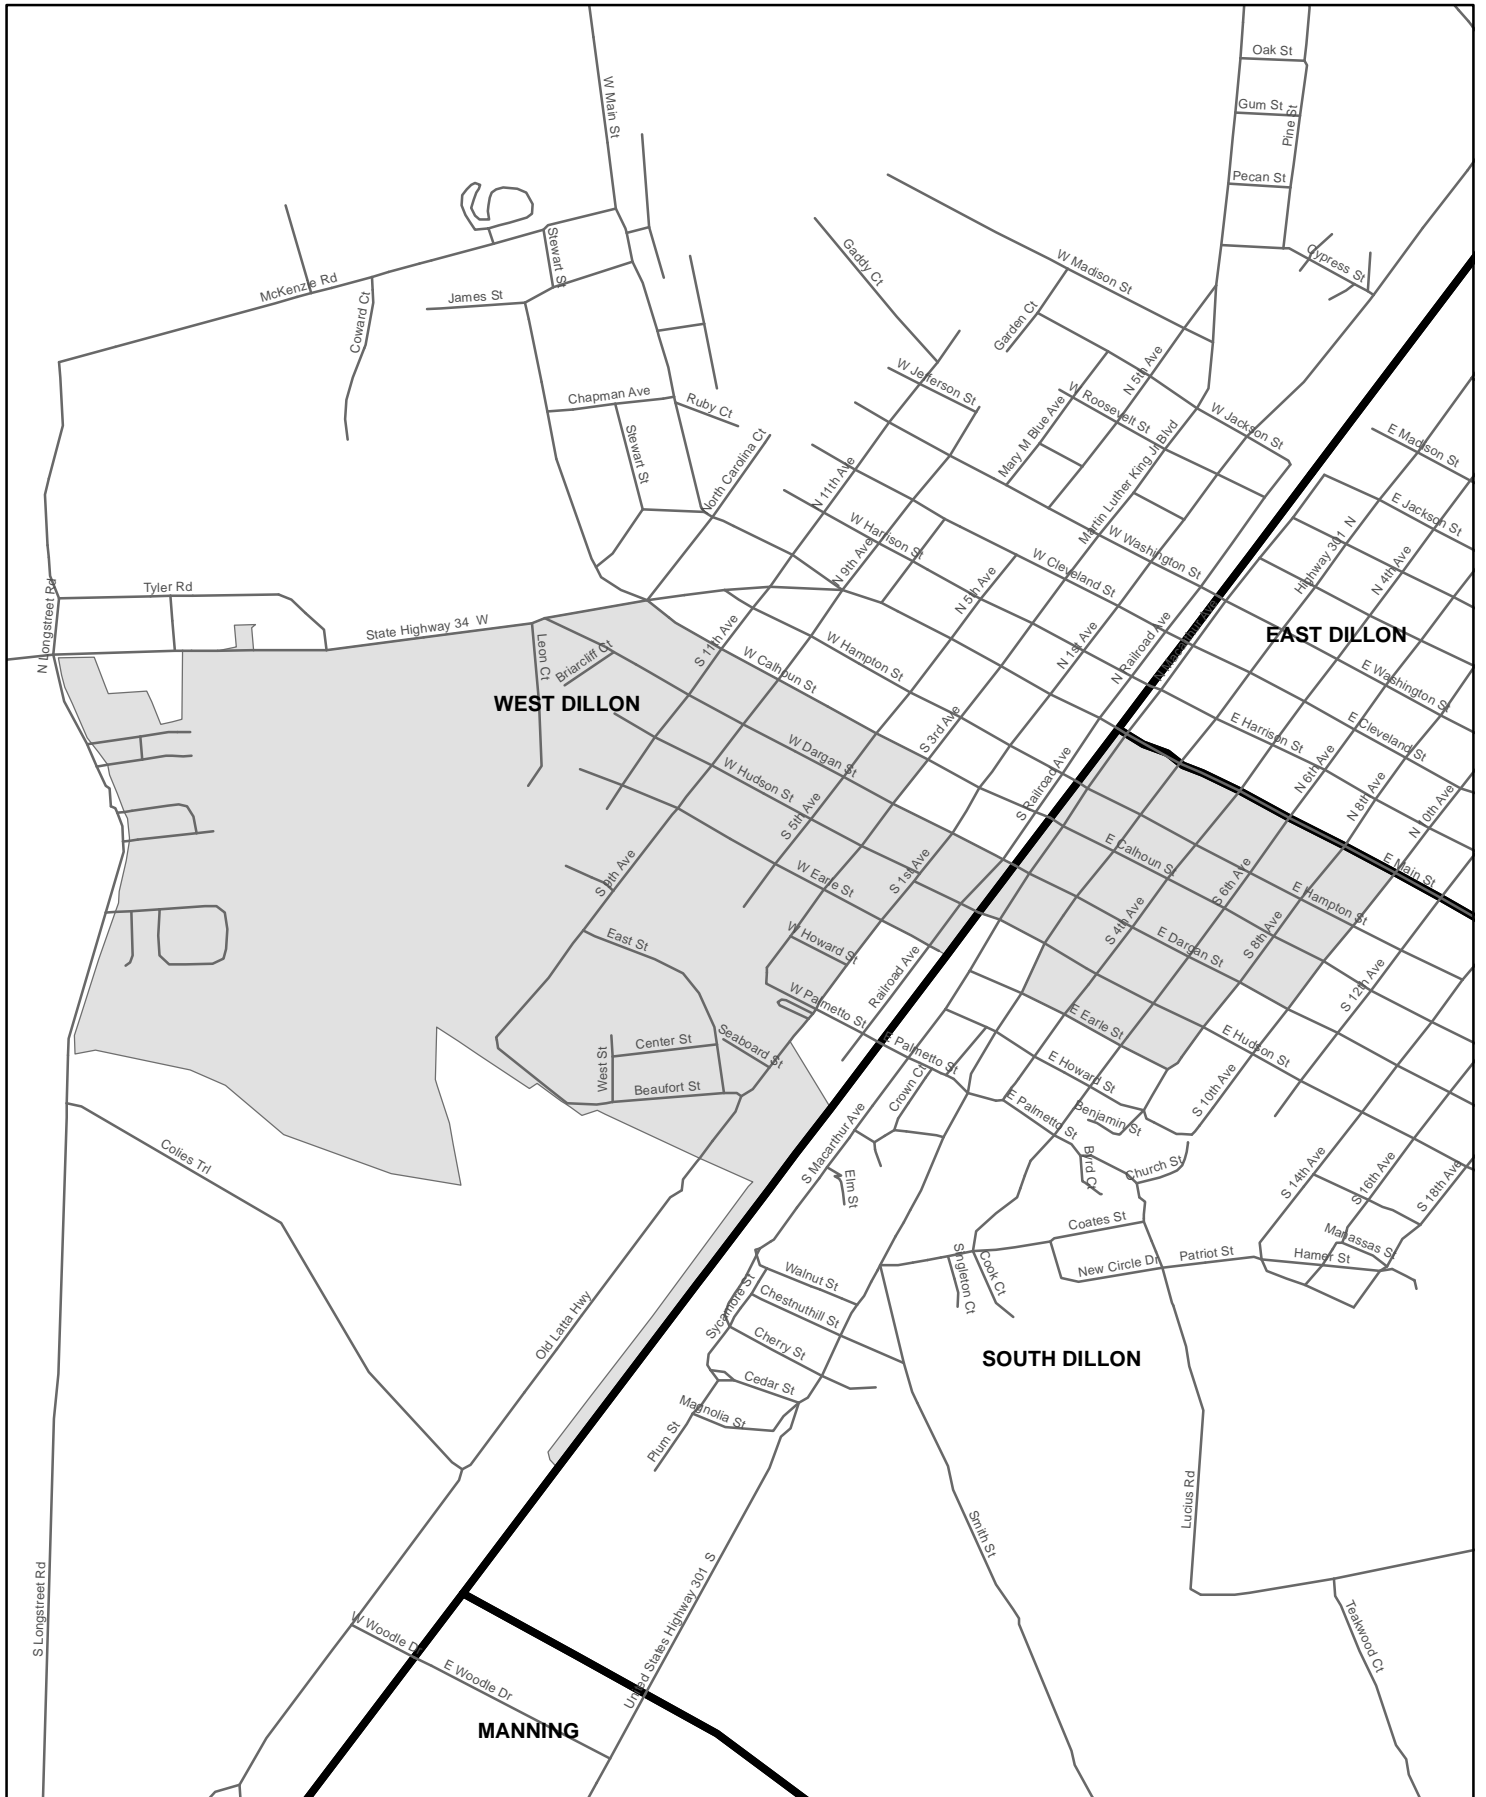 Oak St
W Main St
Gum St
Pine St
Pecan St
Stewart St
Gaddy Ct
Cypress St
W Madison St
McKenzie Rd
James St
Coward Ct
Garden Ct
N 5th Ave
W Jefferson St
Chapman Ave
Ruby Ct
Mary M Blue Ave
W Roosevelt St
W Jackson St
E Madison St
Stewart St
North Carolina Ct
N 11th Ave
Martin Luther King Jr Blvd
E Jackson St
W Harrison St
N 9th Ave
W Cleveland St
W Washington St
Highway 301 N
N 4th Ave
N Longstreet Rd
Tyler Rd
N 5th Ave
State Highway 34 W
N 1st Ave
N Railroad Ave
N Macarthur Ave
EAST DILLON
Leon Ct
Briarcliff Ct
S 11th Ave
W Calhoun St
W Hampton St
E Washington St
WEST DILLON
S 3rd Ave
E Harrison St
E Cleveland St
W Dargan St
W Hudson St
S 5th Ave
S Railroad Ave
N 6th Ave
N 8th Ave
N 10th Ave
S 9th Ave
W Earle St
S 1st Ave
E Calhoun St
S 6th Ave
E Main St
E Hampton St
East St
W Howard St
Railroad Ave
S 4th Ave
E Dargan St
S 8th Ave
S 12th Ave
W Palmetto St
E Earle St
E Hudson St
Center St
Seaboard St
West St
Beaufort St
E Palmetto St
Crown Ct
E Howard St
S 10th Ave
E Palmetto St
Benjamin St
Colies Trl
S Macarthur Ave
Elm St
Byrd Ct
Church St
S 14th Ave
S 16th Ave
S 18th Ave
Coates St
Manassas St
Singleton Ct
Cook Ct
New Circle Dr
Patriot St
Hamer St
Walnut St
Sycamore St
Chestnuthill St
Old Latta Hwy
Cherry St
SOUTH DILLON
Cedar St
Magnolia St
Plum St
Lucius Rd
Smith St
S Longstreet Rd
United States Highway 301 S
W Woodle Dr
E Woodle Dr
Teakwood Ct
MANNING